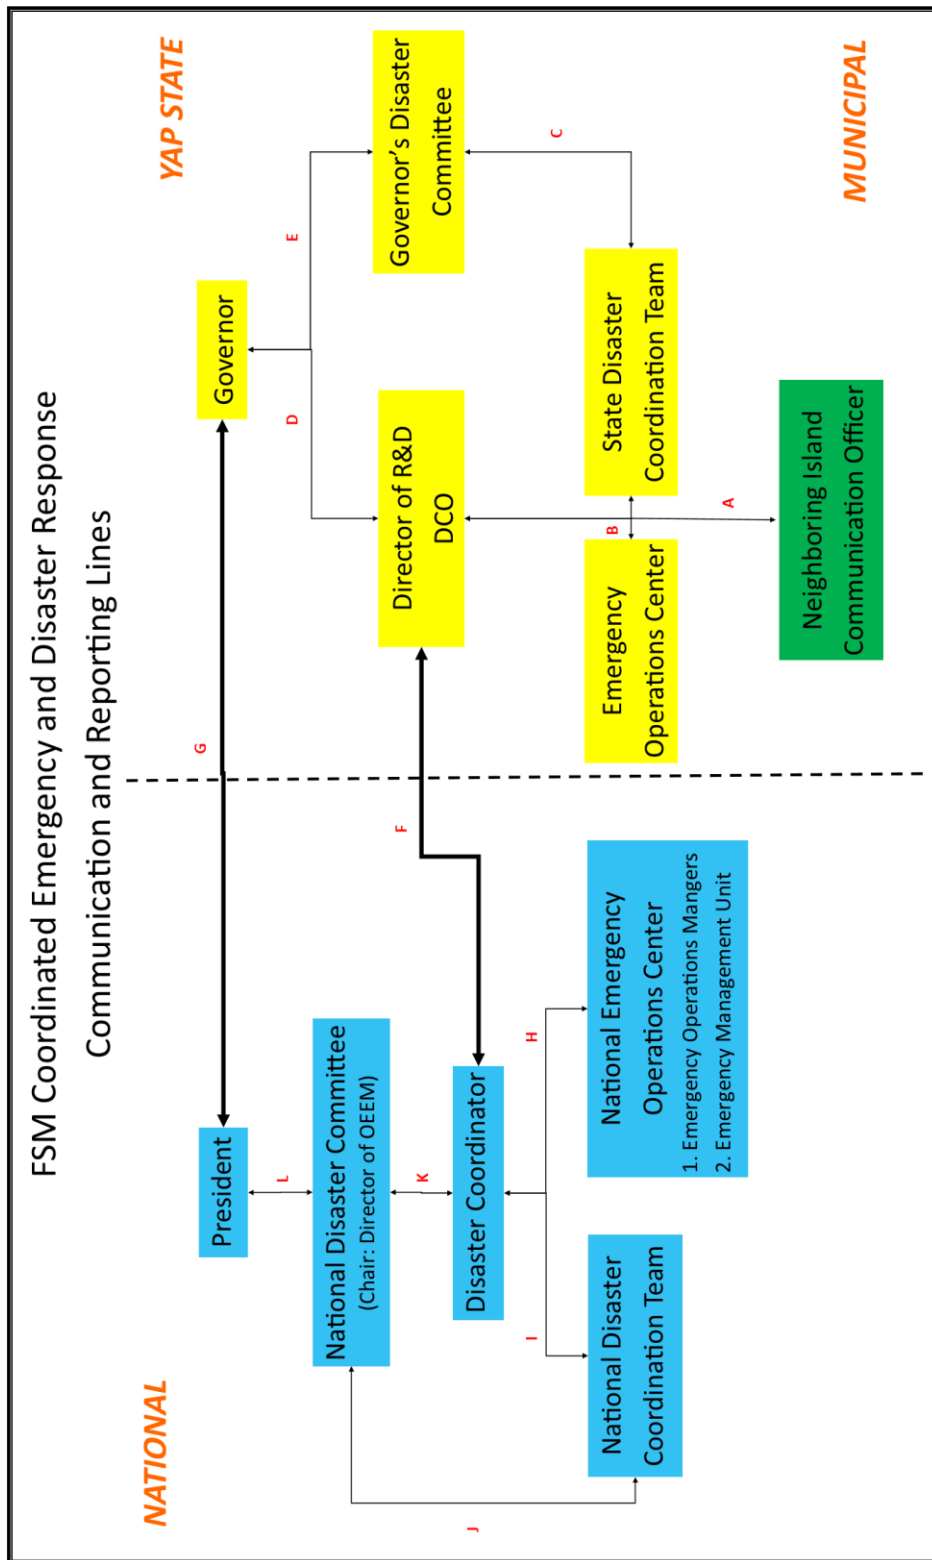 FSM Coordinated Emergency and Disaster Response
Communication and Reporting Lines
NATIONAL
YAP STATE
President
G
Governor
L
D
E
National Disaster Committee
(Chair: Director of OEEM)
F
Director of R&D
DCO
Governor's Disaster
Committee
K
Disaster Coordinator
J
I
H
B
C
National Disaster
Coordination Team
National Emergency
Operations Center
1. Emergency Operations Mangers
2. Emergency Management Unit
Emergency
Operations Center
State Disaster
Coordination Team
A
Neighboring Island
Communication Officer
MUNICIPAL